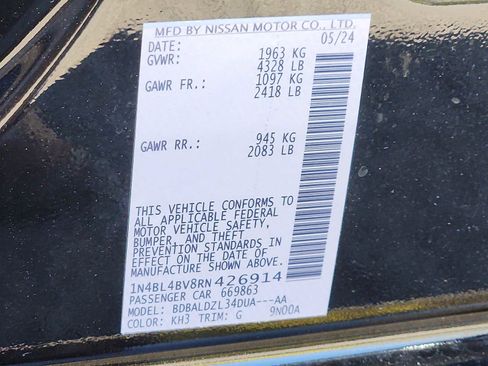 MFD BY NISSAN MOTOR CO., LTD.
DATE: 05/24
GVWR: 1963 KG
4328 LB
GAWR FR.: 1097 KG
2418 LB
GAWR RR.: 945 KG
2083 LB
THIS VEHICLE CONFORMS TO
ALL APPLICABLE FEDERAL
MOTOR VEHICLE SAFETY,
BUMPER, AND THEFT
PREVENTION STANDARDS IN
EFFECT ON THE DATE OF
MANUFACTURE SHOWN ABOVE.
1N4BL4BV8RN426914
PASSENGER CAR 669863
MODEL: BDBALDZL34DUA---AA
COLOR: KH3 TRIM: G 9N00A